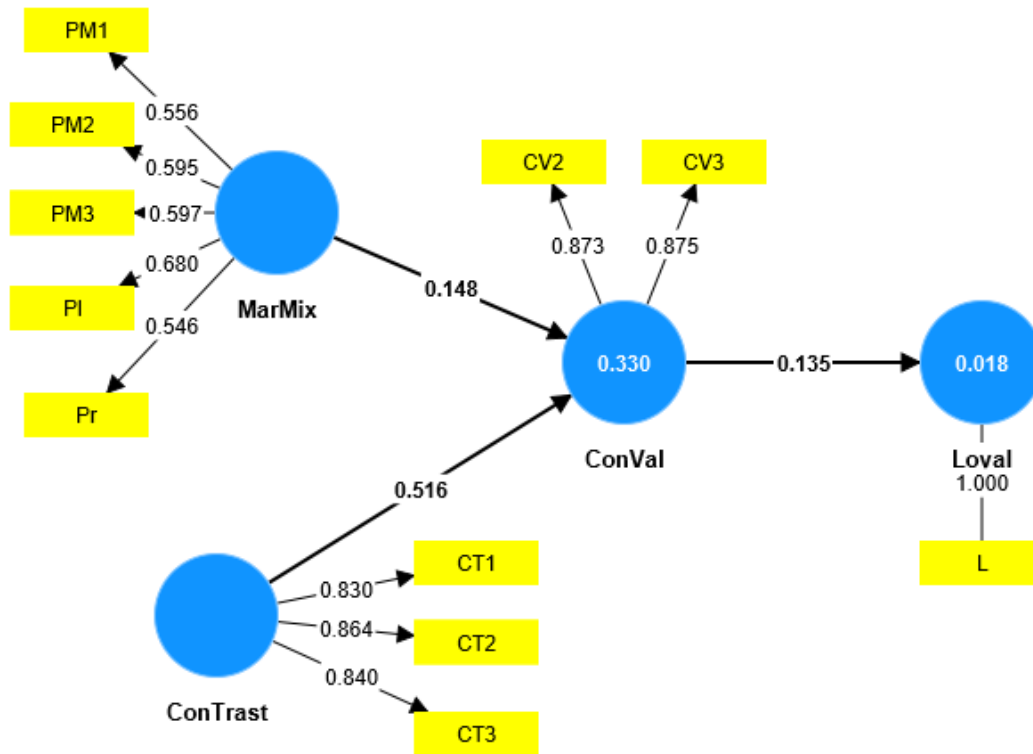 PM1
0.556
PM2
0.595
PM3
0.597
0.680
PI
0.546
Pr
MarMix
0.148
CV2
CV3
0.873
0.875
0.330
ConVal
0.135
0.018
Loval
1.000
L
0.516
ConTrast
CT1
0.830
CT2
0.864
0.840
CT3